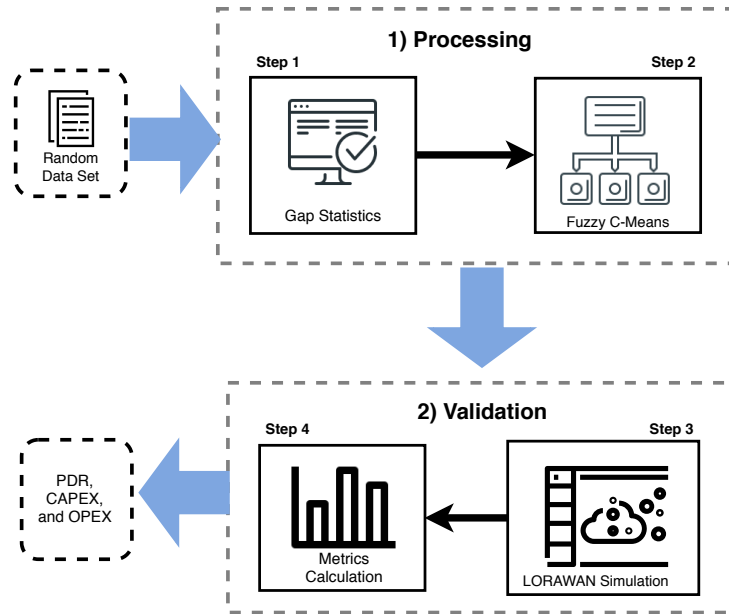 1) Processing
Step 1
Step 2
Random
Data Set
Gap Statistics
Fuzzy C-Means
2) Validation
Step 4
Step 3
PDR,
CAPEX,
and OPEX
Metrics
Calculation
LORAWAN Simulation